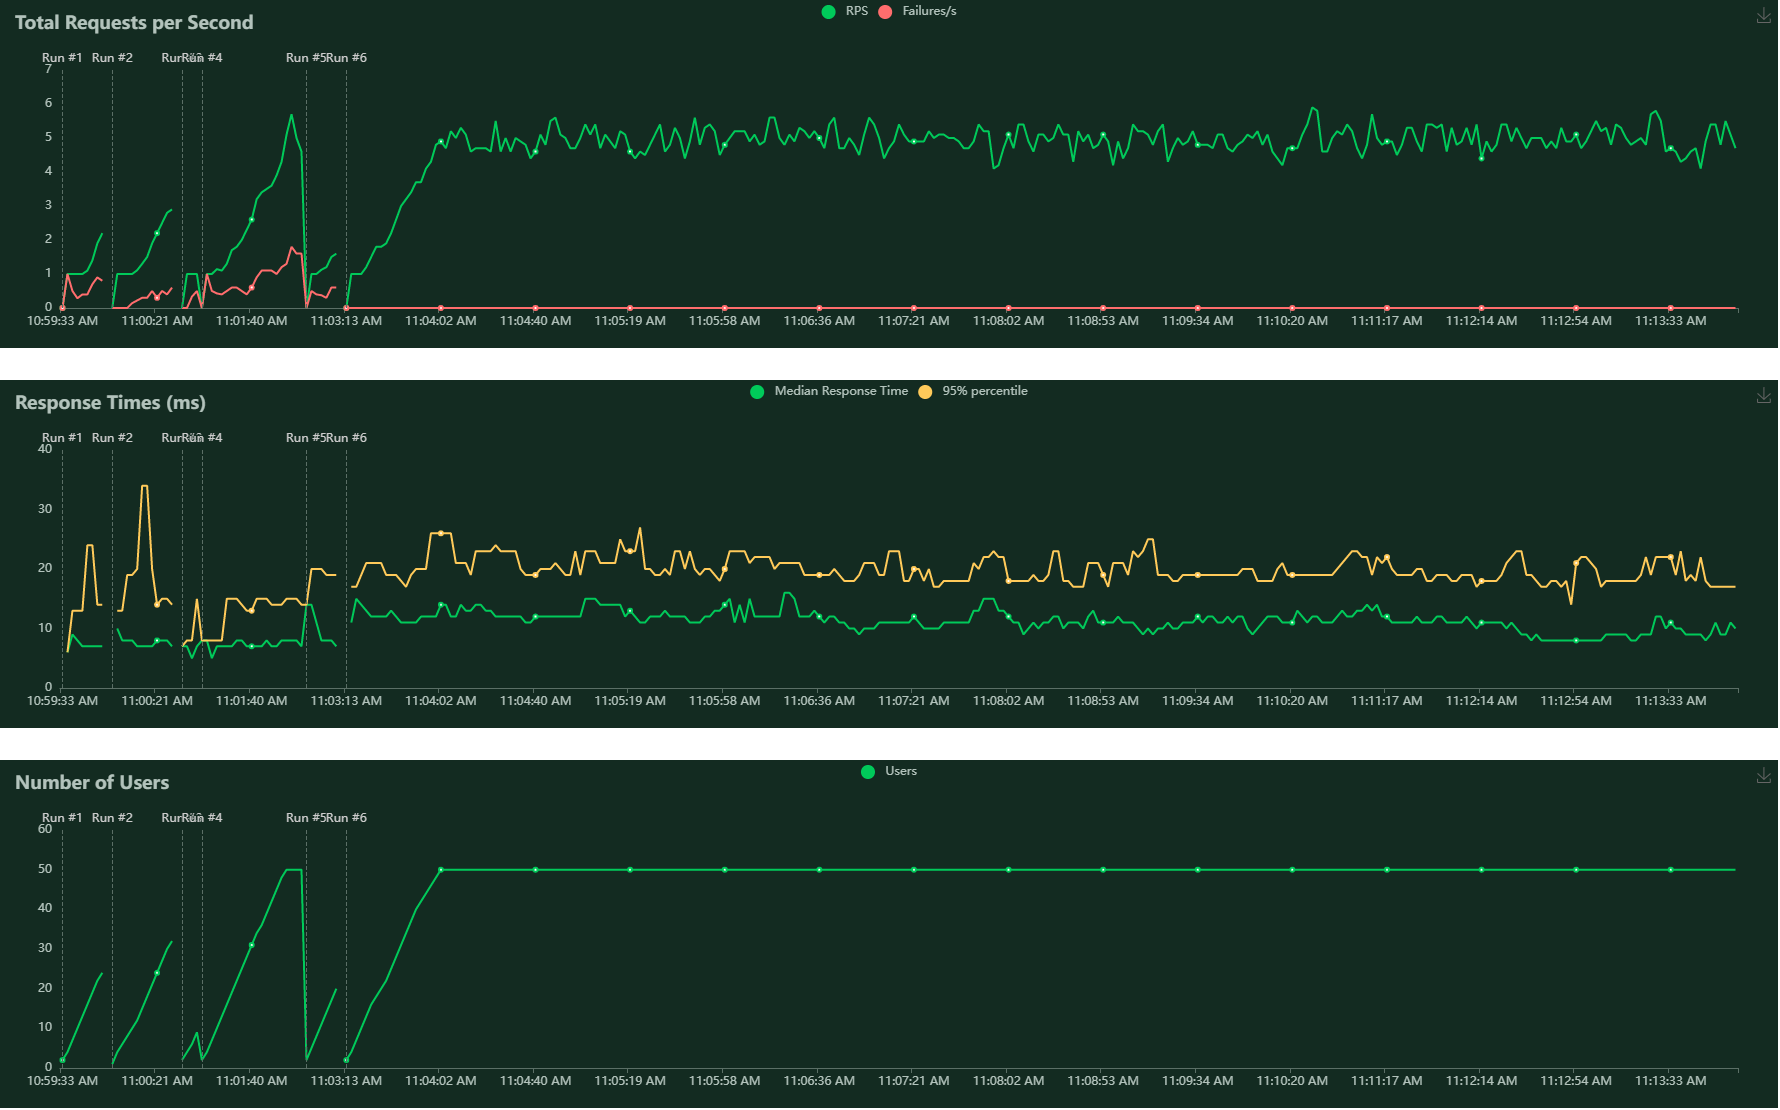 Total Requests per Second
RPS Failures/s
Run #1 Run #2 Run #4 Run #5 Run #6
7
6
5
4
3
2
1
0
10:59:33 AM 11:00:21 AM 11:01:40 AM 11:03:13 AM 11:04:02 AM 11:04:40 AM 11:05:19 AM 11:05:58 AM 11:06:36 AM 11:07:21 AM 11:08:02 AM 11:08:53 AM 11:09:34 AM 11:10:20 AM 11:11:17 AM 11:12:14 AM 11:12:54 AM 11:13:33 AM
Response Times (ms)
Median Response Time 95% percentile
Run #1 Run #2 Run #4 Run #5 Run #6
40
30
20
10
0
10:59:33 AM 11:00:21 AM 11:01:40 AM 11:03:13 AM 11:04:02 AM 11:04:40 AM 11:05:19 AM 11:05:58 AM 11:06:36 AM 11:07:21 AM 11:08:02 AM 11:08:53 AM 11:09:34 AM 11:10:20 AM 11:11:17 AM 11:12:14 AM 11:12:54 AM 11:13:33 AM
Number of Users
Users
Run #1 Run #2 Run #4 Run #5 Run #6
60
50
40
30
20
10
0
10:59:33 AM 11:00:21 AM 11:01:40 AM 11:03:13 AM 11:04:02 AM 11:04:40 AM 11:05:19 AM 11:05:58 AM 11:06:36 AM 11:07:21 AM 11:08:02 AM 11:08:53 AM 11:09:34 AM 11:10:20 AM 11:11:17 AM 11:12:14 AM 11:12:54 AM 11:13:33 AM